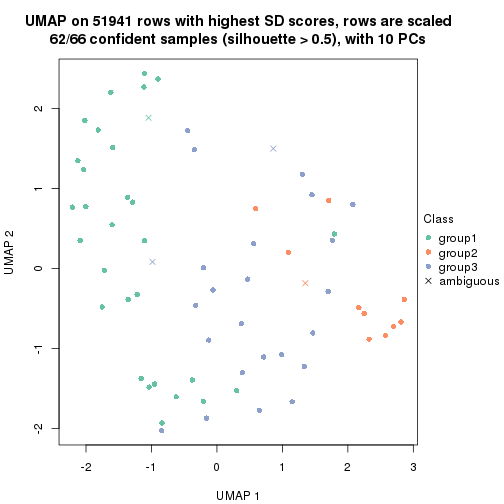 UMAP on 51941 rows with highest SD scores, rows are scaled
62/66 confident samples (silhouette > 0.5), with 10 PCs
UMAP 2
2
1
0
-1
-2
-2
-1
0
1
2
3
UMAP 1
Class
group1
group2
group3
ambiguous